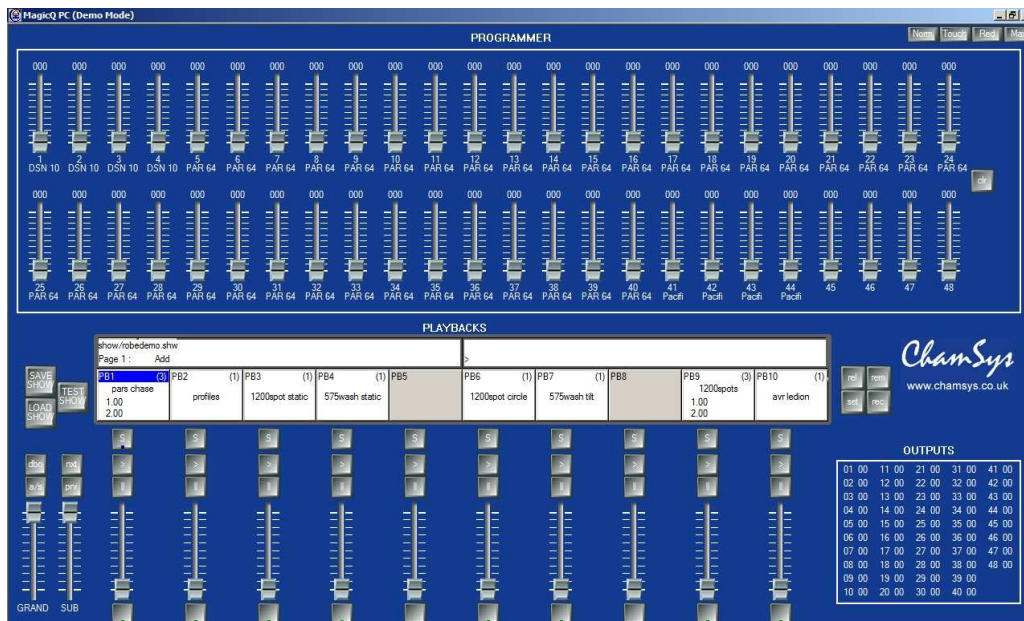 MagicQ PC (Demo Mode)
PROGRAMMER
Norm Touch Red Max
000 000 000 000 000 000 000 000 000 000 000 000 000 000 000 000 000 000 000 000 000 000 000 000
1 2 3 4 5 6 7 8 9 10 11 12 13 14 15 16 17 18 19 20 21 22 23 24
DSN 10 DSN 10 DSN 10 DSN 10 PAR 64 PAR 64 PAR 64 PAR 64 PAR 64 PAR 64 PAR 64 PAR 64 PAR 64 PAR 64 PAR 64 PAR 64 PAR 64 PAR 64 PAR 64 PAR 64 PAR 64 PAR 64 PAR 64 PAR 64
clr
000 000 000 000 000 000 000 000 000 000 000 000 000 000 000 000 000 000 000 000 000 000 000 000
25 26 27 28 29 30 31 32 33 34 35 36 37 38 39 40 41 42 43 44 45 46 47 48
PAR 64 PAR 64 PAR 64 PAR 64 PAR 64 PAR 64 PAR 64 PAR 64 PAR 64 PAR 64 PAR 64 PAR 64 PAR 64 PAR 64 PAR 64 PAR 64 Pacifi Pacifi Pacifi Pacifi
PLAYBACKS
show/robedemo.shw
Page 1 : Add >
ChamSys
www.chamsys.co.uk
SAVE SHOW
TEST SHOW
LOAD SHOW
PB1 (3) PB2 (1) PB3 (1) PB4 (1) PB5 PB6 (1) PB7 (1) PB8 PB9 (3) PB10 (1)
pars chase profiles 1200spot static 575wash static 1200spot circle 575wash tilt 1200spots avr ledion
1.00 1.00
2.00 2.00
rel rem
set rec
S S S S S S S S S S
dbo nxt > > > > > > > > > >
a/s prv || || || || || || || || || ||
GRAND SUB
OUTPUTS
01 00 11 00 21 00 31 00 41 00
02 00 12 00 22 00 32 00 42 00
03 00 13 00 23 00 33 00 43 00
04 00 14 00 24 00 34 00 44 00
05 00 15 00 25 00 35 00 45 00
06 00 16 00 26 00 36 00 46 00
07 00 17 00 27 00 37 00 47 00
08 00 18 00 28 00 38 00 48 00
09 00 19 00 29 00 39 00
10 00 20 00 30 00 40 00